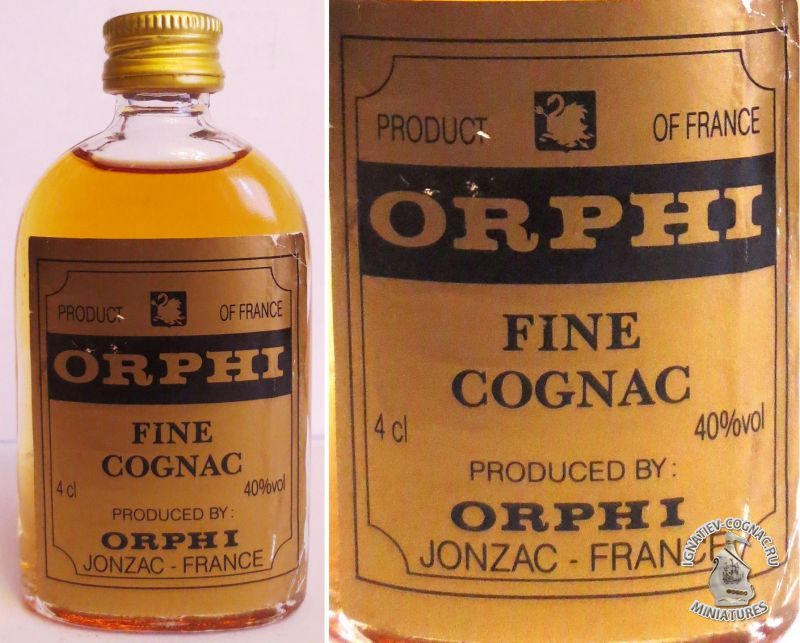 PRODUCT OF FRANCE
ORPHI
FINE
COGNAC
4 cl 40%vol
PRODUCED BY:
ORPHI
JONZAC - FRANCE
PRODUCT OF FRANCE
ORPHI
FINE
COGNAC
4 cl 40%vol
PRODUCED BY:
ORPHI
JONZAC - FRANCE
IGNATIEV-COGNAC.RU
MINIATURES